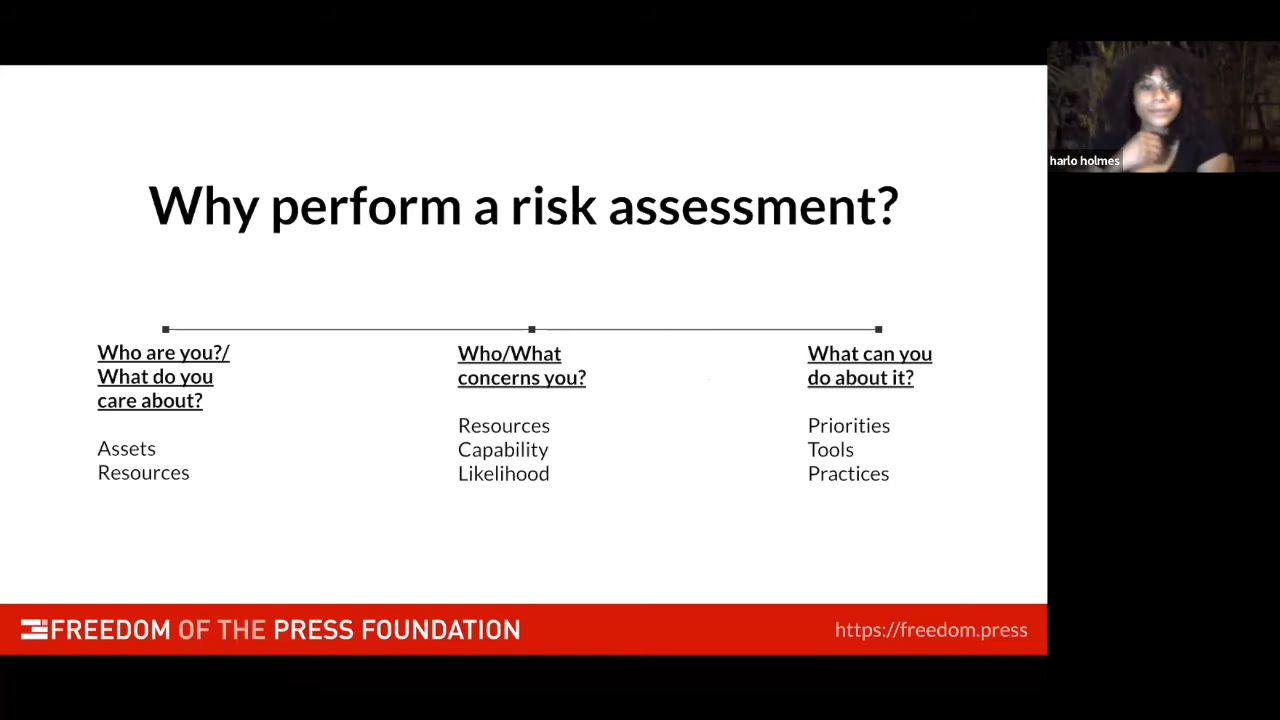 Why perform a risk assessment?
Who are you?/
What do you
care about?
Assets
Resources
Who/What
concerns you?
Resources
Capability
Likelihood
What can you
do about it?
Priorities
Tools
Practices
FREEDOM OF THE PRESS FOUNDATION
https://freedom.press
harlo holmes